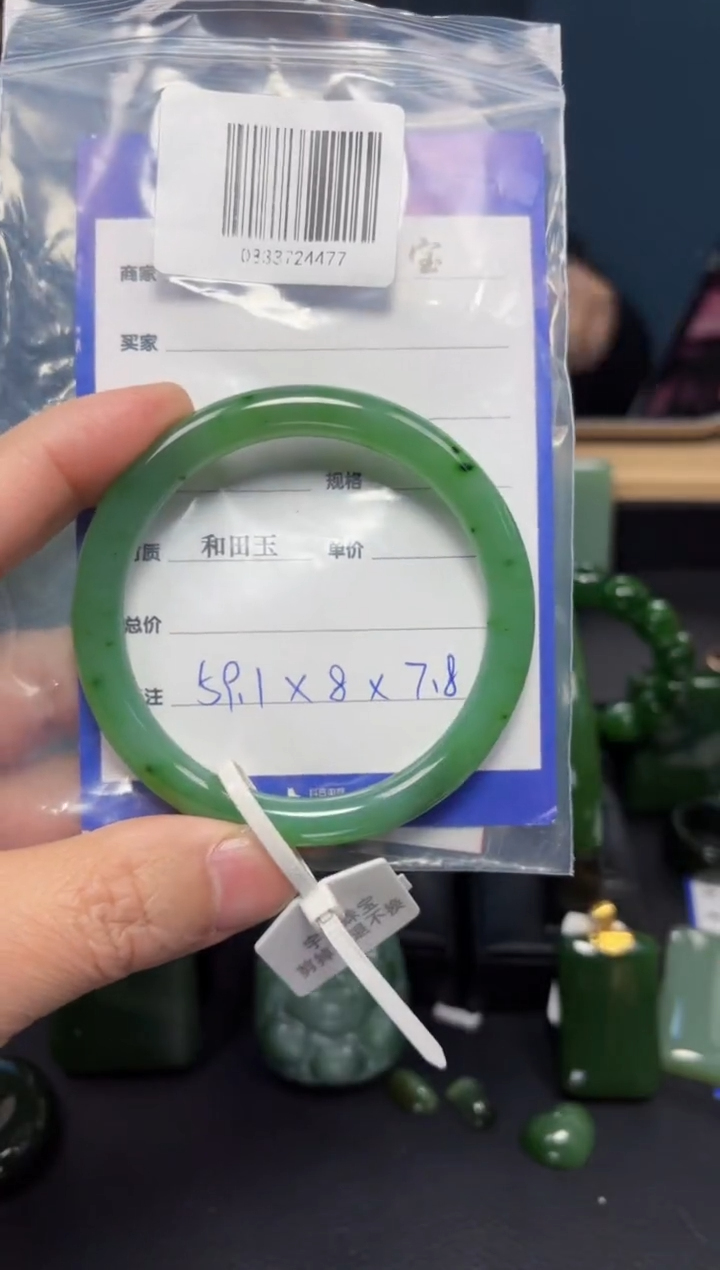 0333724477
商家 宝
买家
规格
质 和田玉 单价
总价
注 59.1 x 8 x 7.8